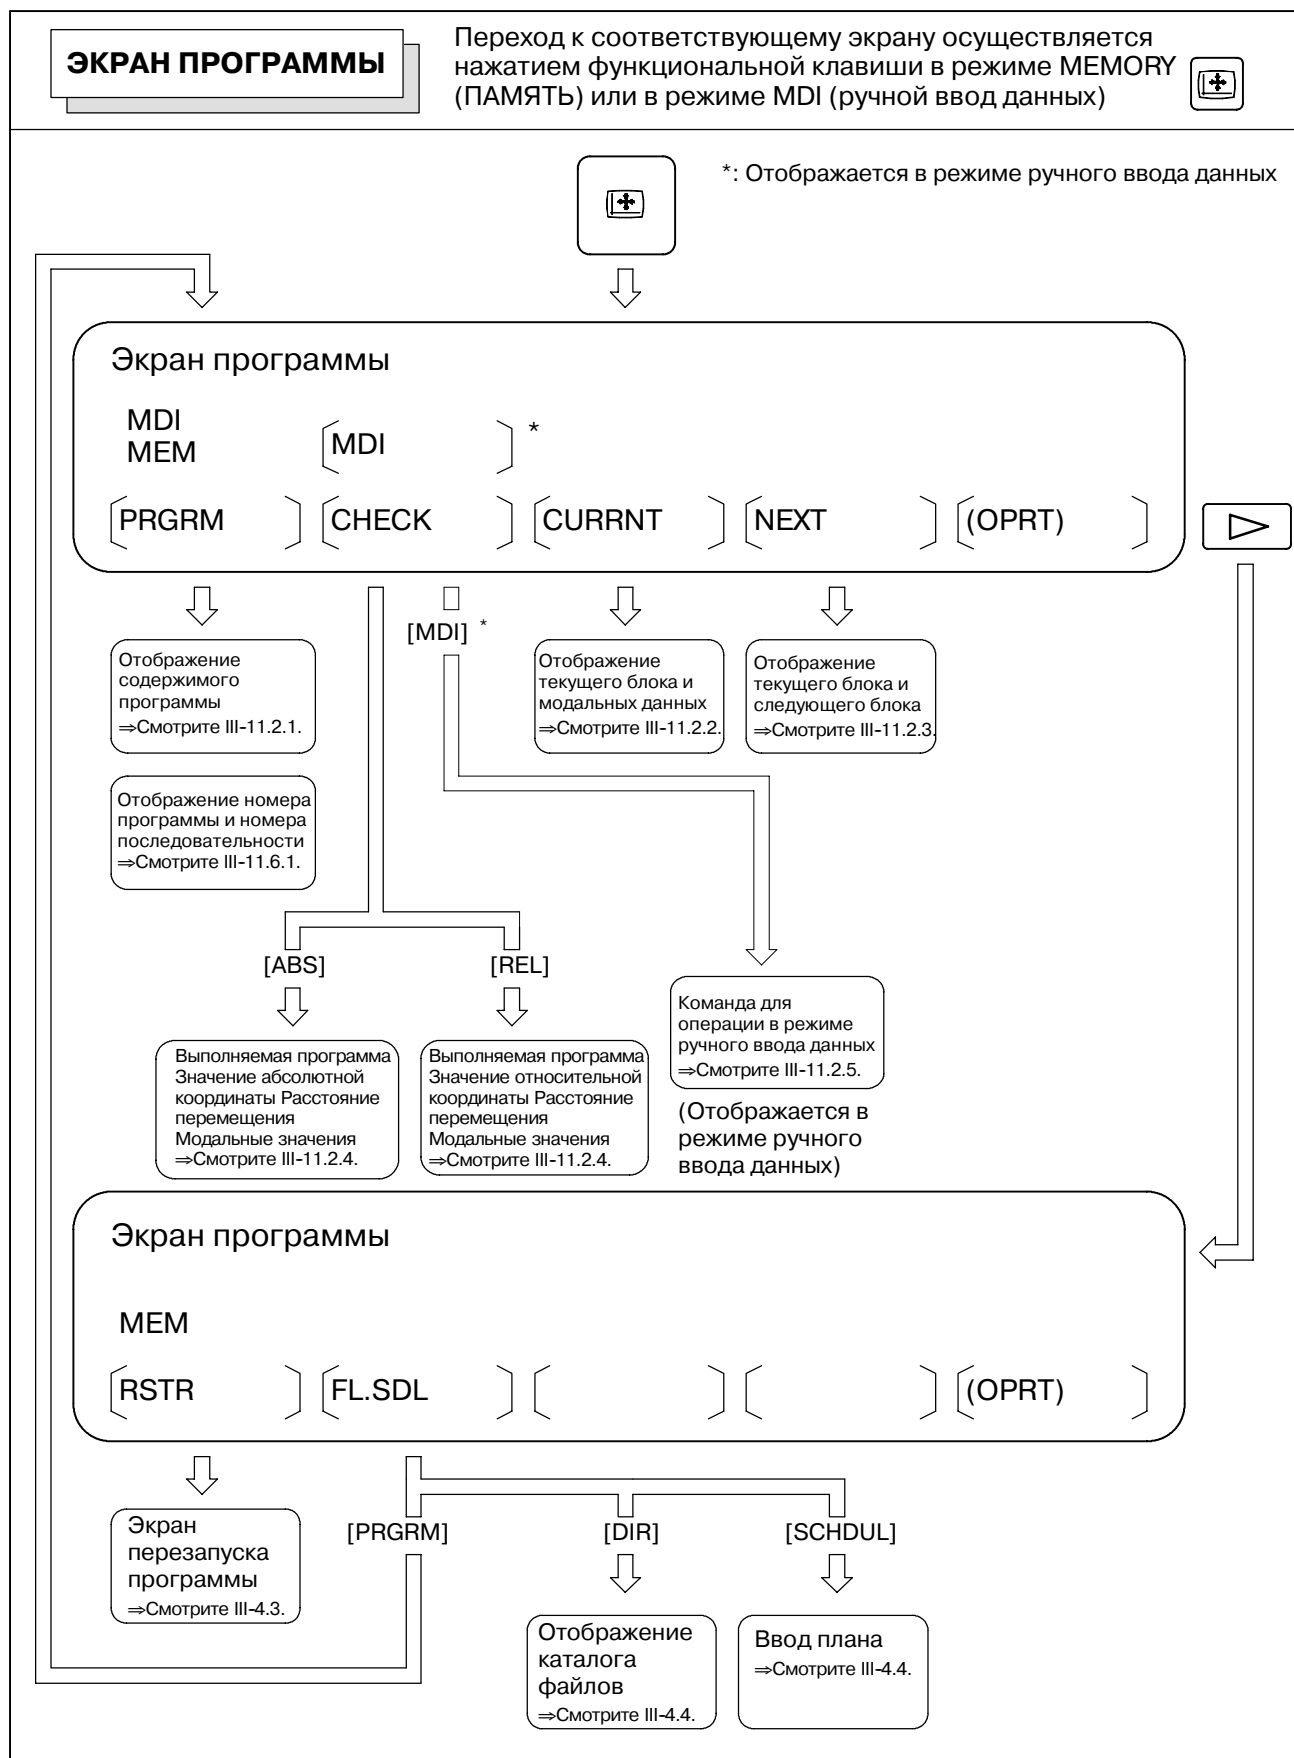 ЭКРАН ПРОГРАММЫ
Переход к соответствующему экрану осуществляется
нажатием функциональной клавиши в режиме MEMORY
(ПАМЯТЬ) или в режиме MDI (ручной ввод данных)
*: Отображается в режиме ручного ввода данных
Экран программы
MDI
MEM
[MDI] *
[PRGRM] [CHECK] [CURRNT] [NEXT] [(OPRT)]
[MDI] *
Отображение
содержимого
программы
⇒Смотрите III-11.2.1.
Отображение
текущего блока и
модальных данных
⇒Смотрите III-11.2.2.
Отображение
текущего блока и
следующего блока
⇒Смотрите III-11.2.3.
Отображение номера
программы и номера
последовательности
⇒Смотрите III-11.6.1.
[ABS] [REL]
Выполняемая программа
Значение абсолютной
координаты Расстояние
перемещения
Модальные значения
⇒Смотрите III-11.2.4.
Выполняемая программа
Значение относительной
координаты Расстояние
перемещения
Модальные значения
⇒Смотрите III-11.2.4.
Команда для
операции в режиме
ручного ввода данных
⇒Смотрите III-11.2.5.
(Отображается в
режиме ручного
ввода данных)
Экран программы
MEM
[RSTR] [FL.SDL] [ ] [ ] [(OPRT)]
[PRGRM] [DIR] [SCHDUL]
Экран
перезапуска
программы
⇒Смотрите III-4.3.
Отображение
каталога
файлов
⇒Смотрите III-4.4.
Ввод плана
⇒Смотрите III-4.4.